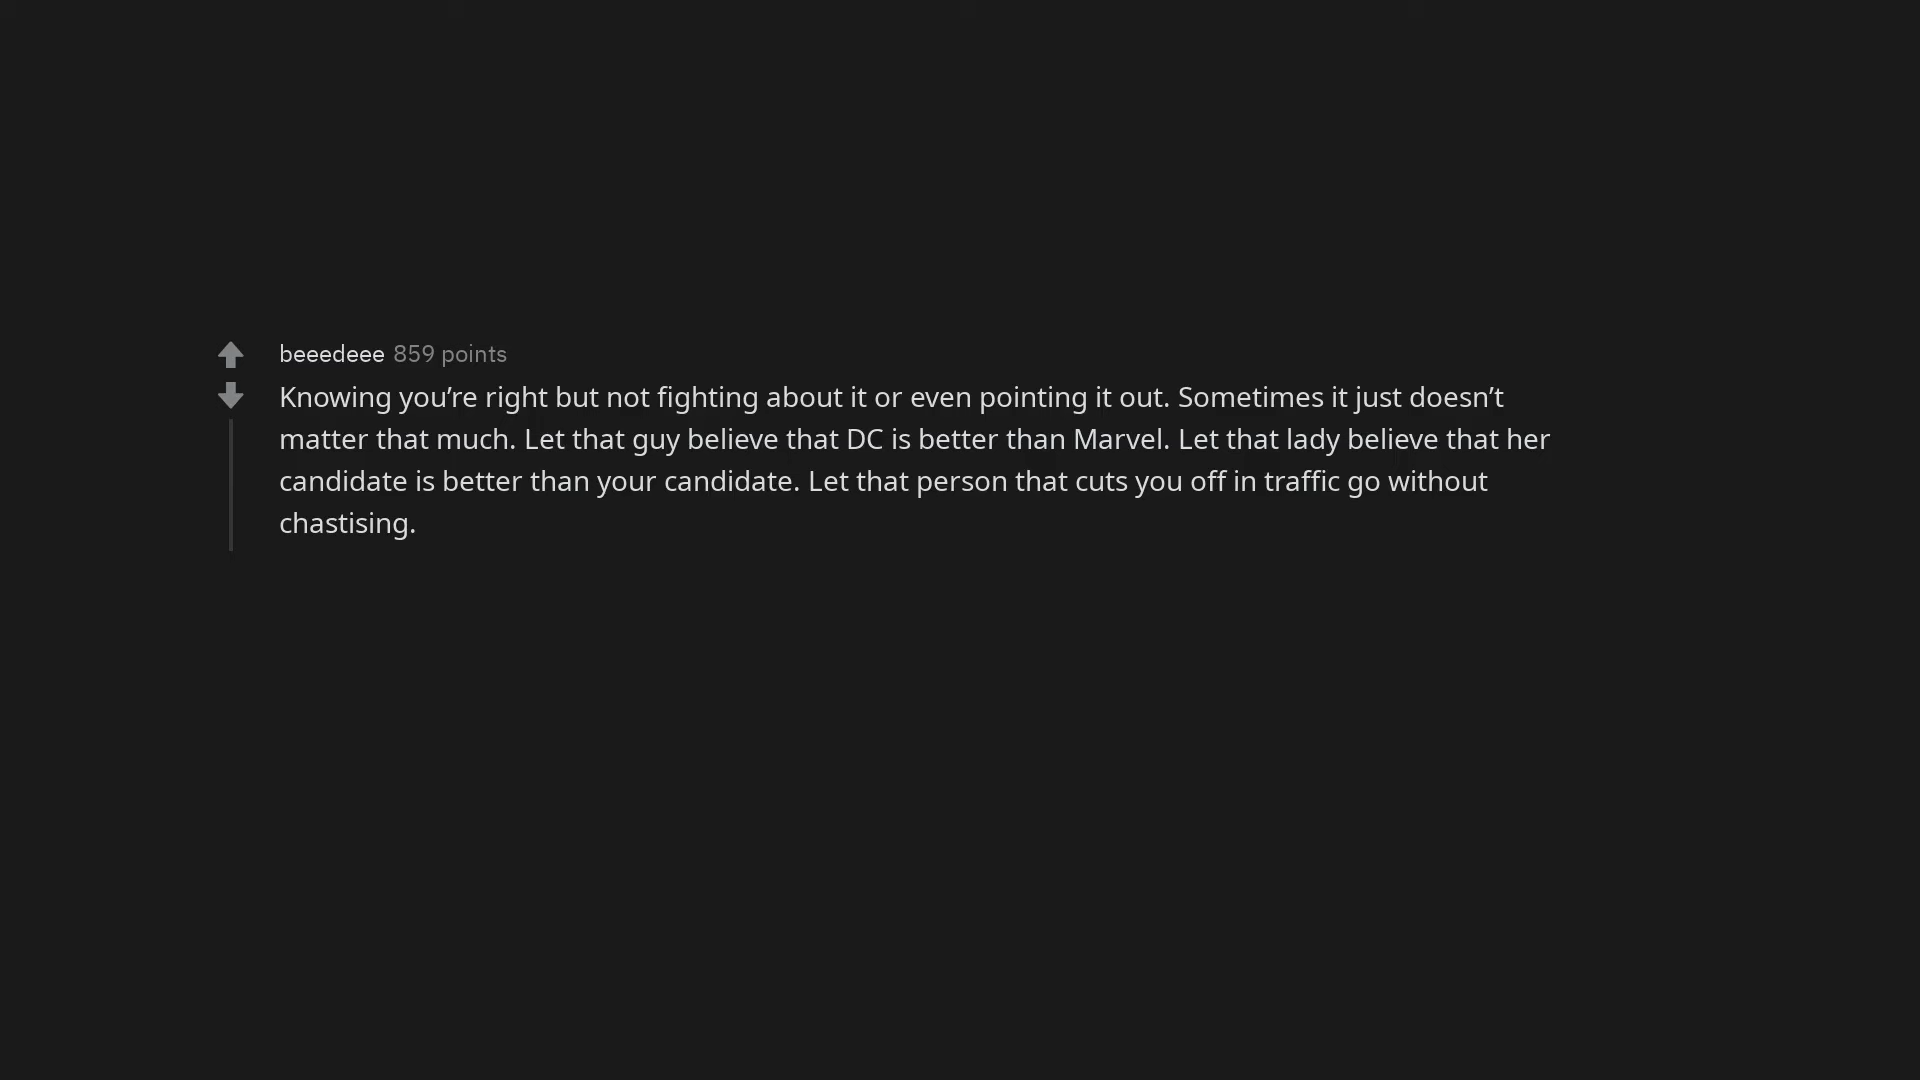 beeedeee 859 points
Knowing you’re right but not fighting about it or even pointing it out. Sometimes it just doesn’t
matter that much. Let that guy believe that DC is better than Marvel. Let that lady believe that her
candidate is better than your candidate. Let that person that cuts you off in traffic go without
chastising.